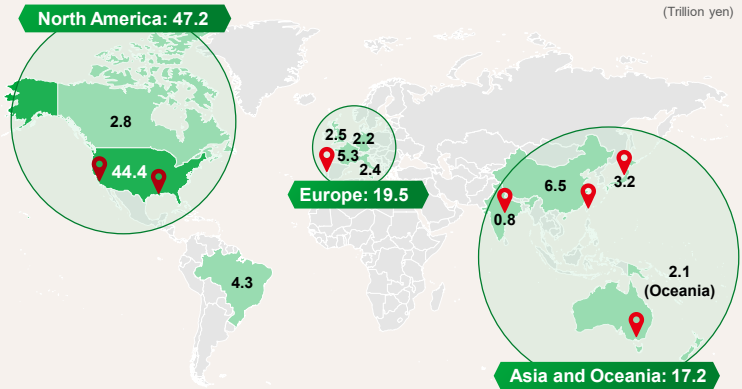 (Trillion yen)
North America: 47.2
2.8
44.4
2.5
2.2
5.3
2.4
Europe: 19.5
4.3
6.5
3.2
0.8
2.1
(Oceania)
Asia and Oceania: 17.2